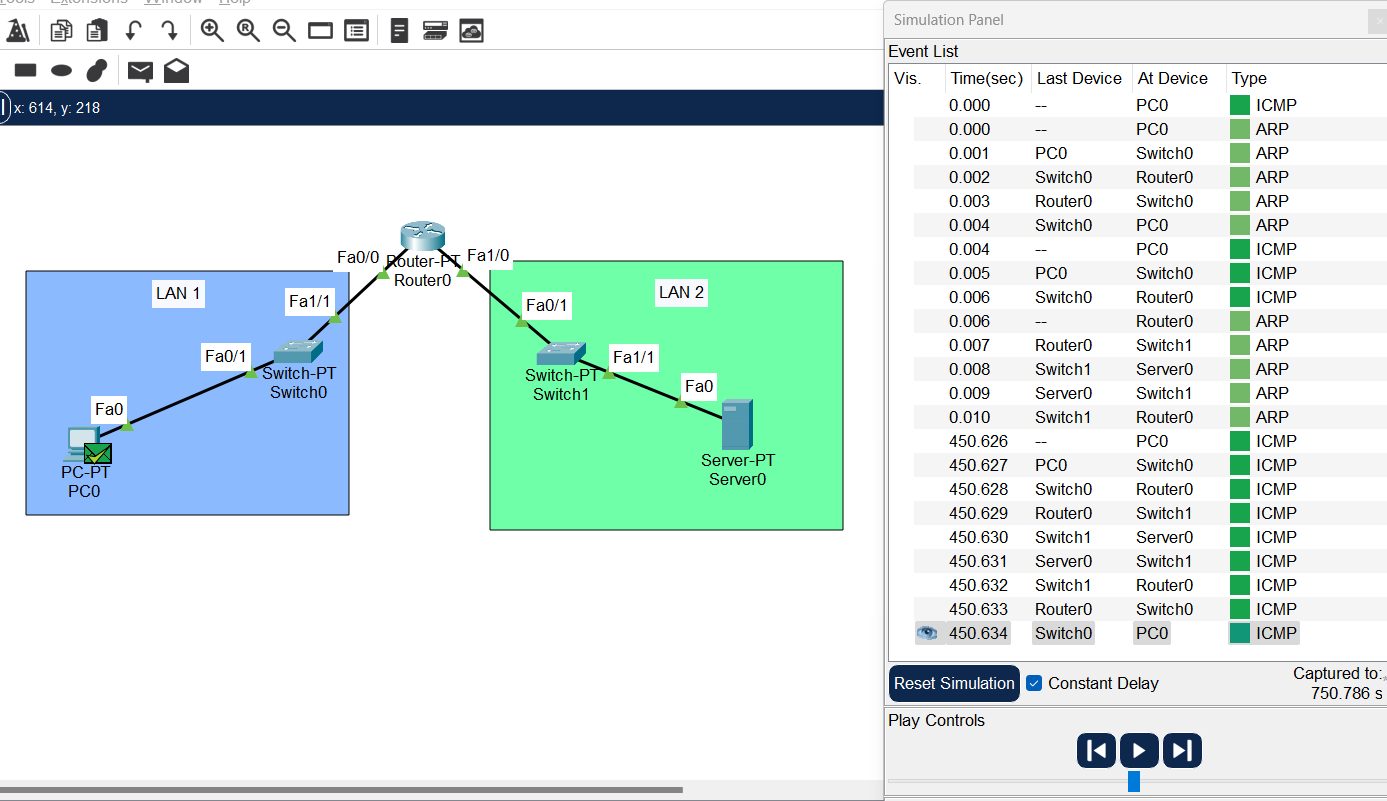 Tools Extensions Window Help
x: 614, y: 218
Fa0/0
Fa1/0
Router-PT
Router0
LAN 1
Fa1/1
Fa0/1
Switch-PT
Switch0
Fa0
PC-PT
PC0
LAN 2
Fa0/1
Switch-PT
Switch1
Fa1/1
Fa0
Server-PT
Server0
Simulation Panel
Event List
Vis. Time(sec) Last Device At Device Type
0.000 -- PC0 ICMP
0.000 -- PC0 ARP
0.001 PC0 Switch0 ARP
0.002 Switch0 Router0 ARP
0.003 Router0 Switch0 ARP
0.004 Switch0 PC0 ARP
0.004 -- PC0 ICMP
0.005 PC0 Switch0 ICMP
0.006 Switch0 Router0 ICMP
0.006 -- Router0 ARP
0.007 Router0 Switch1 ARP
0.008 Switch1 Server0 ARP
0.009 Server0 Switch1 ARP
0.010 Switch1 Router0 ARP
450.626 -- PC0 ICMP
450.627 PC0 Switch0 ICMP
450.628 Switch0 Router0 ICMP
450.629 Router0 Switch1 ICMP
450.630 Switch1 Server0 ICMP
450.631 Server0 Switch1 ICMP
450.632 Switch1 Router0 ICMP
450.633 Router0 Switch0 ICMP
450.634 Switch0 PC0 ICMP
Reset Simulation Constant Delay
Captured to:
750.786 s
Play Controls